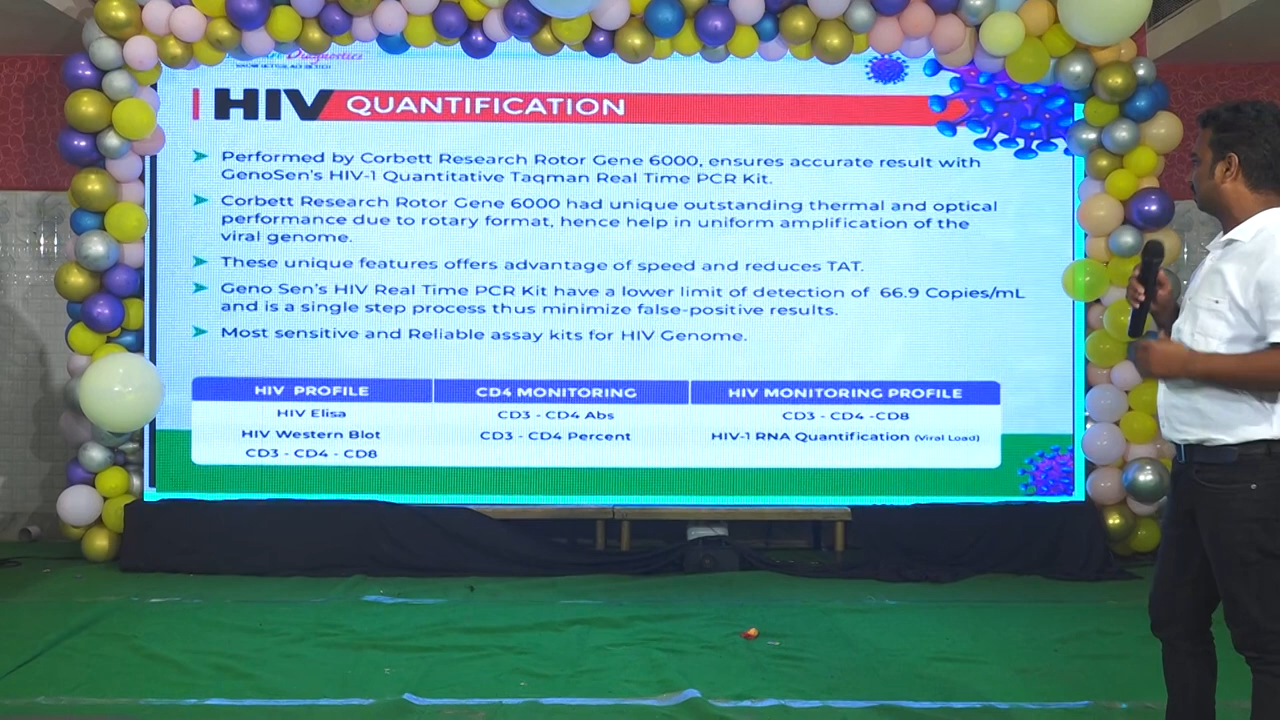 Diagnostics
HIV QUANTIFICATION
Performed by Corbett Research Rotor Gene 6000, ensures accurate result with
GenoSen's HIV-1 Quantitative Taqman Real Time PCR Kit.
Corbett Research Rotor Gene 6000 had unique outstanding thermal and optical
performance due to rotary format, hence help in uniform amplification of the
viral genome.
These unique features offers advantage of speed and reduces TAT.
Geno Sen's HIV Real Time PCR Kit have a lower limit of detection of 66.9 Copies/mL
and is a single step process thus minimize false-positive results.
Most sensitive and Reliable assay kits for HIV Genome.
HIV PROFILE CD4 MONITORING HIV MONITORING PROFILE
HIV Elisa CD3 - CD4 Abs CD3 - CD4 -CD8
HIV Western Blot CD3 - CD4 Percent HIV-1 RNA Quantification (Viral Load)
CD3 - CD4 - CD8